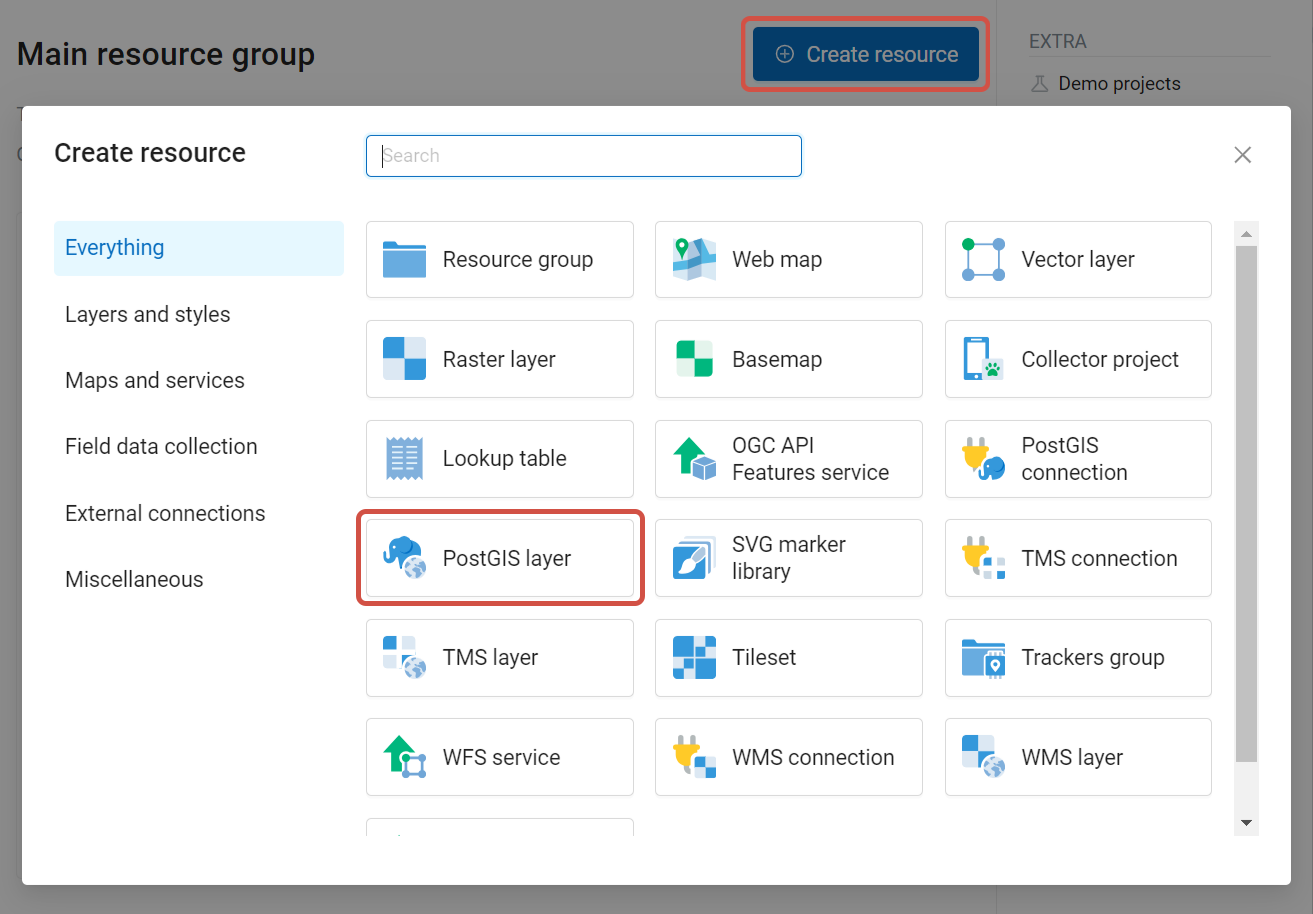 Main resource group
Create resource
EXTRA
Demo projects
Create resource
Search
Everything
Layers and styles
Maps and services
Field data collection
External connections
Miscellaneous
Resource group
Web map
Vector layer
Raster layer
Basemap
Collector project
Lookup table
OGC API
Features service
PostGIS
connection
PostGIS layer
SVG marker
library
TMS connection
TMS layer
Tileset
Trackers group
WFS service
WMS connection
WMS layer